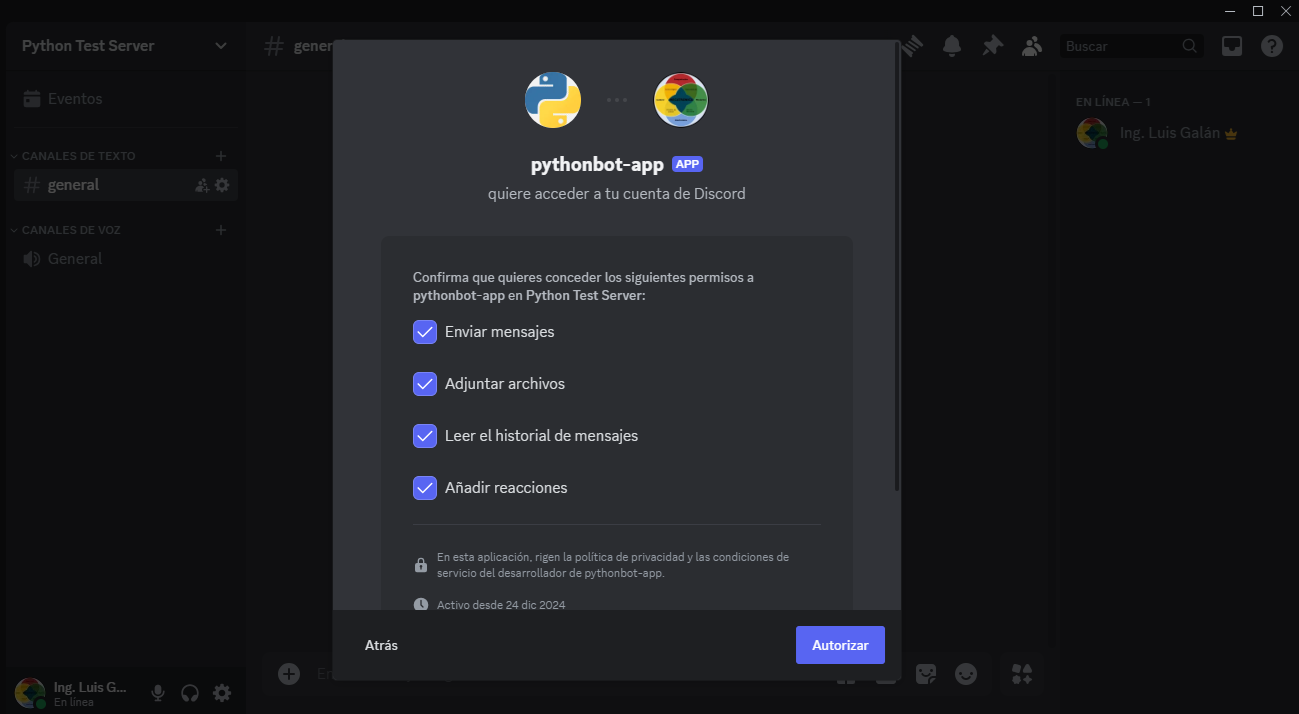 Python Test Server
gener
Buscar
Eventos
CANALES DE TEXTO
general
CANALES DE VOZ
General
EN LÍNEA — 1
Ing. Luis Galán
pythonbot-app APP
quiere acceder a tu cuenta de Discord
Confirma que quieres conceder los siguientes permisos a
pythonbot-app en Python Test Server:
Enviar mensajes
Adjuntar archivos
Leer el historial de mensajes
Añadir reacciones
En esta aplicación, rigen la política de privacidad y las condiciones de
servicio del desarrollador de pythonbot-app.
Activo desde 24 dic 2024
Atrás
Autorizar
Ing. Luis G...
En línea